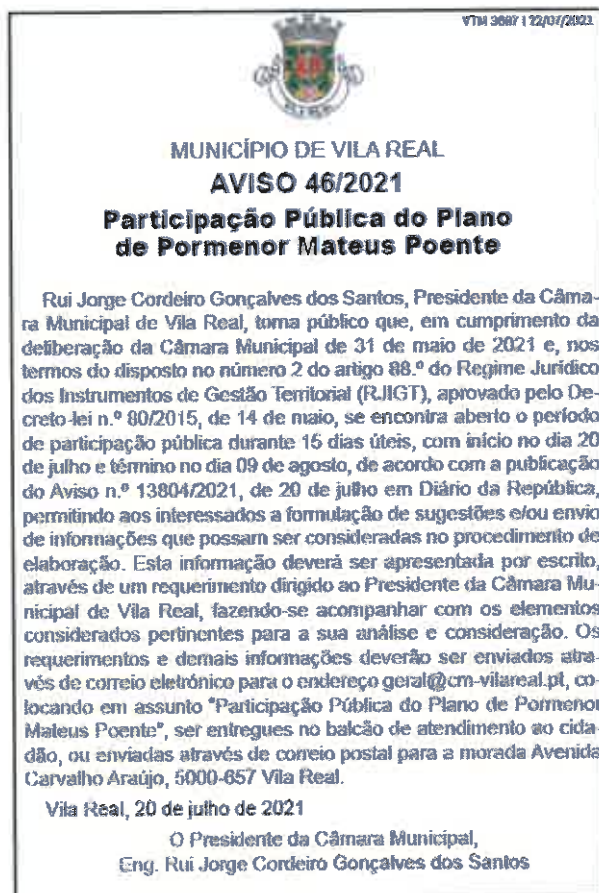 VTM 3687 | 22/07/2021
VILA REAL
MUNICÍPIO DE VILA REAL
AVISO 46/2021
Participação Pública do Plano
de Pormenor Mateus Poente
Rui Jorge Cordeiro Gonçalves dos Santos, Presidente da Câma-
ra Municipal de Vila Real, torna público que, em cumprimento da
deliberação da Câmara Municipal de 31 de maio de 2021 e, nos
termos do disposto no número 2 do artigo 88.º do Regime Jurídico
dos Instrumentos de Gestão Territorial (RJIGT), aprovado pelo De-
creto-lei n.º 80/2015, de 14 de maio, se encontra aberto o período
de participação pública durante 15 dias úteis, com início no dia 20
de julho e término no dia 09 de agosto, de acordo com a publicação
do Aviso n.º 13804/2021, de 20 de julho em Diário da República,
permitindo aos interessados a formulação de sugestões e/ou envio
de informações que possam ser consideradas no procedimento de
elaboração. Esta informação deverá ser apresentada por escrito,
através de um requerimento dirigido ao Presidente da Câmara Mu-
nicipal de Vila Real, fazendo-se acompanhar com os elementos
considerados pertinentes para a sua análise e consideração. Os
requerimentos e demais informações deverão ser enviados atra-
vés de correio eletrónico para o endereço geral@cm-vilareal.pt, co-
locando em assunto "Participação Pública do Plano de Pormenor
Mateus Poente", ser entregues no balcão de atendimento ao cida-
dão, ou enviadas através de correio postal para a morada Avenida
Carvalho Araújo, 5000-657 Vila Real.
Vila Real, 20 de julho de 2021
O Presidente da Câmara Municipal,
Eng. Rui Jorge Cordeiro Gonçalves dos Santos